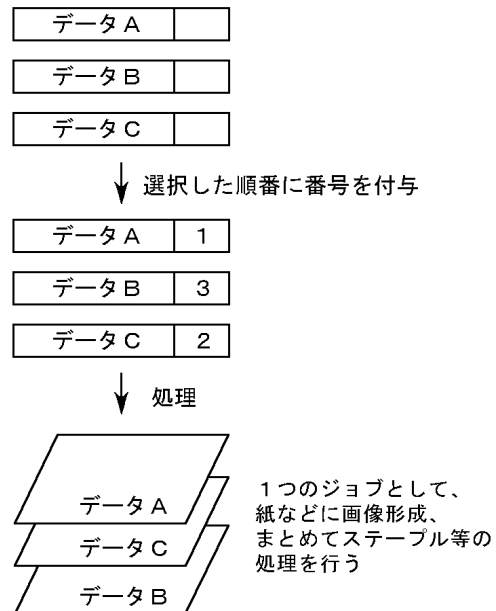 データA
データB
データC
選択した順番に番号を付与
データA 1
データB 3
データC 2
処理
データA
データC
データB
1つのジョブとして、
紙などに画像形成、
まとめてステープル等の
処理を行う